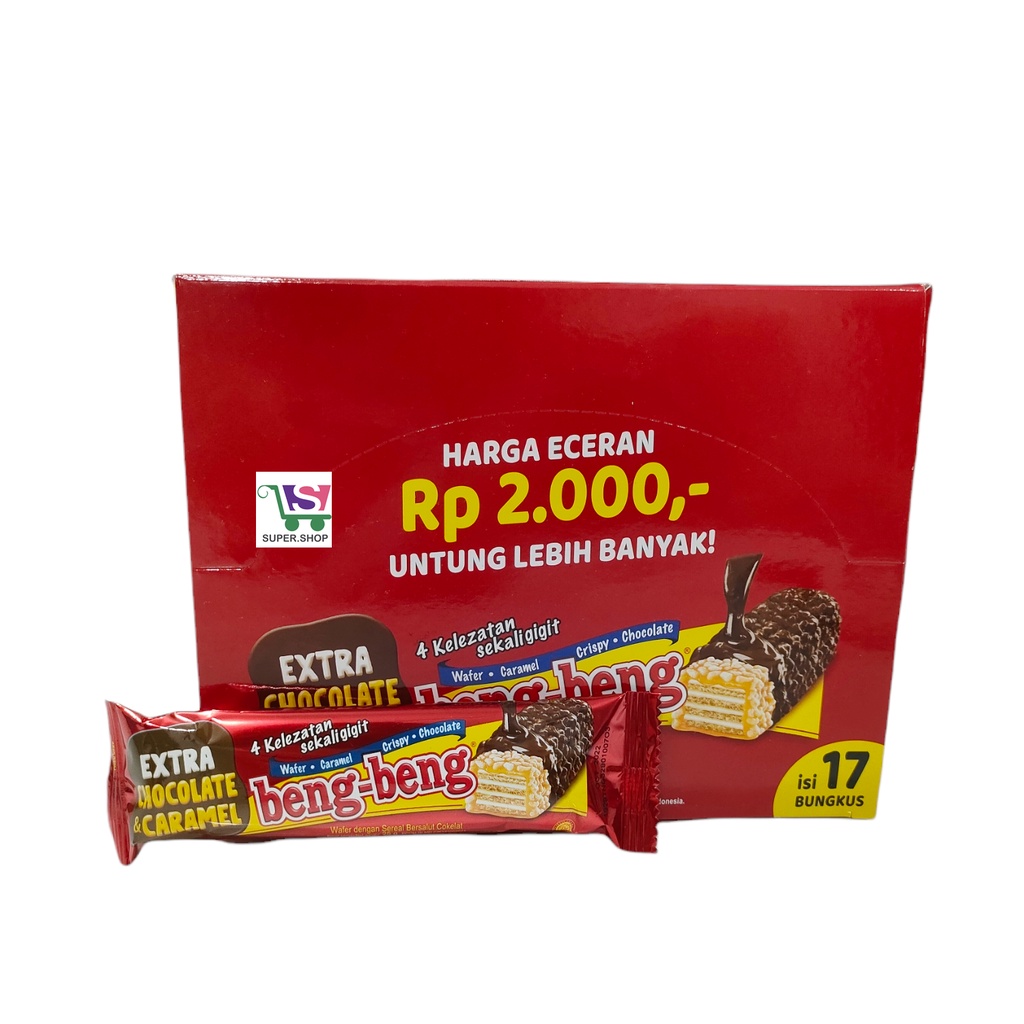 HARGA ECERAN
Rp 2.000,-
UNTUNG LEBIH BANYAK!
SUPER.SHOP
4 Kelezatan
sekaligigit
Wafer • Caramel Crispy • Chocolate
beng-beng®
EXTRA
CHOCOLATE
isi 17
BUNGKUS
EXTRA
CHOCOLATE
& CARAMEL
4 Kelezatan
sekaligigit
Wafer • Caramel Crispy • Chocolate
beng-beng
Wafer dengan Sereal Bersalut Cokelat